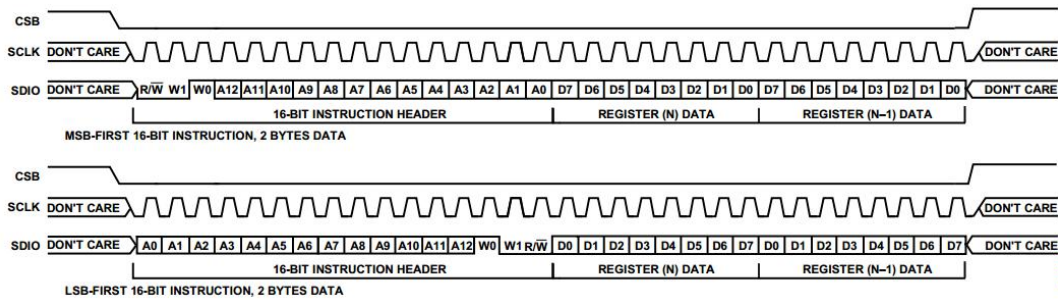 CSB
SCLK DON'T CARE DON'T CARE
SDIO DON'T CARE R/W̅ W1 W0 A12 A11 A10 A9 A8 A7 A6 A5 A4 A3 A2 A1 A0 D7 D6 D5 D4 D3 D2 D1 D0 D7 D6 D5 D4 D3 D2 D1 D0 DON'T CARE
16-BIT INSTRUCTION HEADER REGISTER (N) DATA REGISTER (N–1) DATA
MSB-FIRST 16-BIT INSTRUCTION, 2 BYTES DATA
CSB
SCLK DON'T CARE DON'T CARE
SDIO DON'T CARE A0 A1 A2 A3 A4 A5 A6 A7 A8 A9 A10 A11 A12 W0 W1 R/W̅ D0 D1 D2 D3 D4 D5 D6 D7 D0 D1 D2 D3 D4 D5 D6 D7 DON'T CARE
16-BIT INSTRUCTION HEADER REGISTER (N) DATA REGISTER (N–1) DATA
LSB-FIRST 16-BIT INSTRUCTION, 2 BYTES DATA